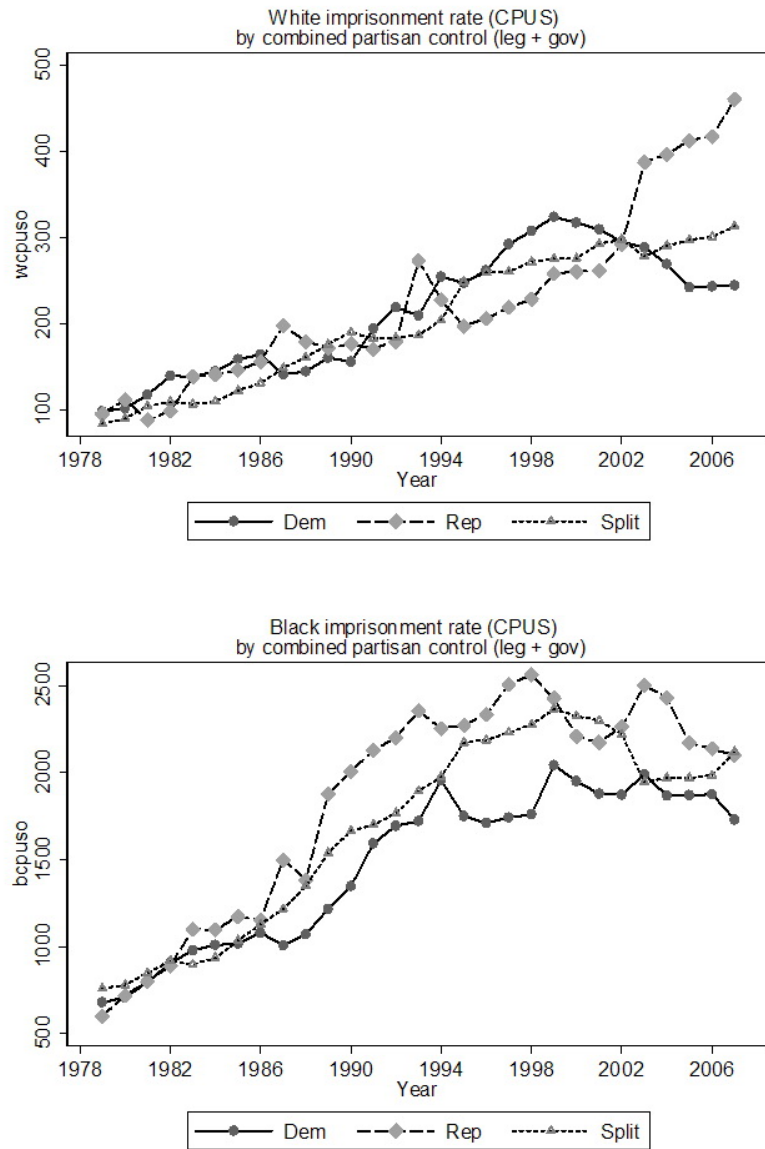 White imprisonment rate (CPUS)
by combined partisan control (leg + gov)
500
400
300
200
100
wcpuso
1978 1982 1986 1990 1994 1998 2002 2006
Year
Dem Rep Split
Black imprisonment rate (CPUS)
by combined partisan control (leg + gov)
2500
2000
1500
1000
500
bcpuso
1978 1982 1986 1990 1994 1998 2002 2006
Year
Dem Rep Split